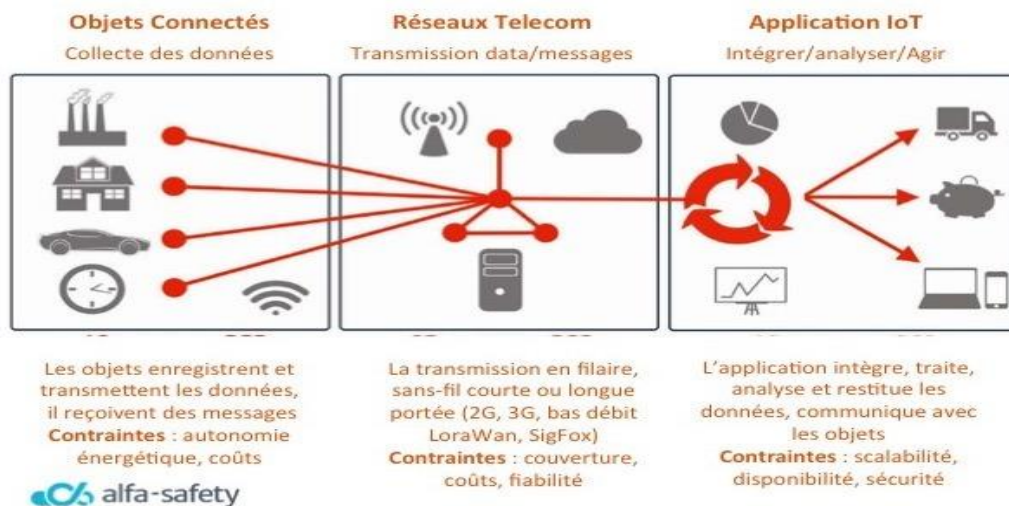 Objets Connectés
Collecte des données
Réseaux Telecom
Transmission data/messages
Application IoT
Intégrer/analyser/Agir
Les objets enregistrent et
transmettent les données,
il reçoivent des messages
Contraintes : autonomie
énergétique, coûts
La transmission en filaire,
sans-fil courte ou longue
portée (2G, 3G, bas débit
LoraWan, SigFox)
Contraintes : couverture,
coûts, fiabilité
L'application intègre, traite,
analyse et restitue les
données, communique avec
les objets
Contraintes : scalabilité,
disponibilité, sécurité
alfa-safety